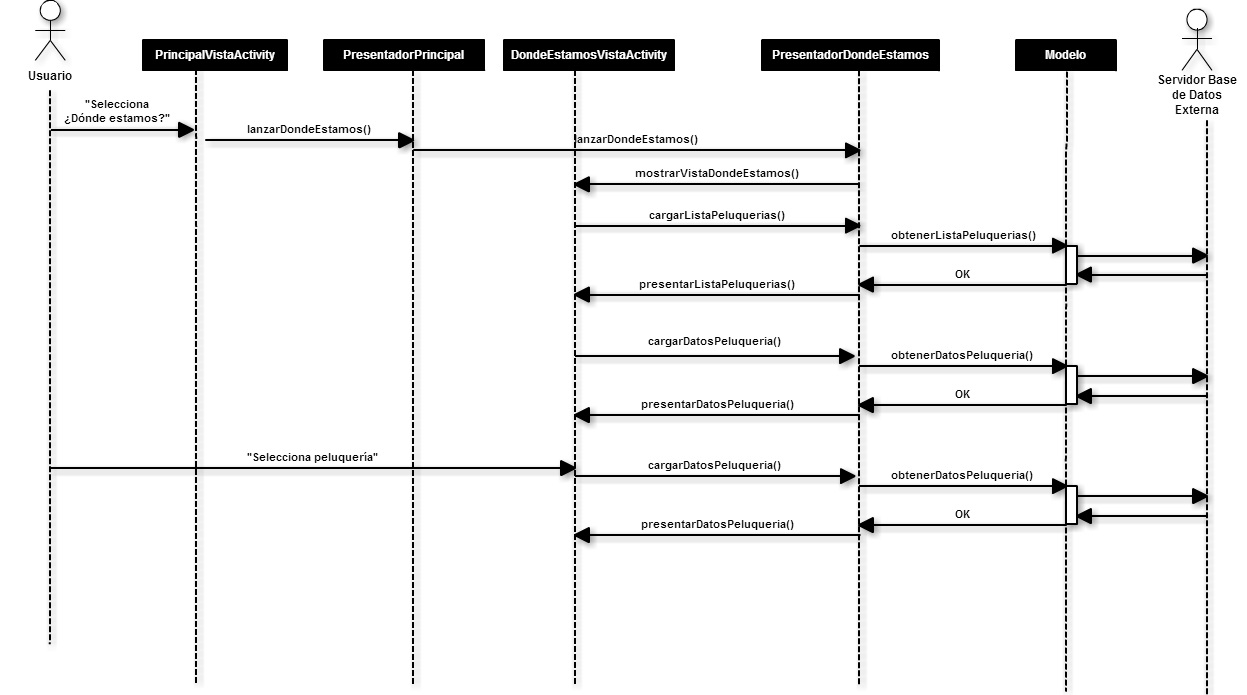 PrincipalVistaActivity
PresentadorPrincipal
DondeEstamosVistaActivity
PresentadorDondeEstamos
Modelo
Usuario
Servidor Base
de Datos
Externa
"Selecciona
¿Dónde estamos?"
lanzarDondeEstamos()
anzarDondeEstamos()
mostrarVistaDondeEstamos()
cargarListaPeluquerias()
obtenerListaPeluquerias()
OK
presentarListaPeluquerias()
cargarDatosPeluqueria()
obtenerDatosPeluqueria()
OK
presentarDatosPeluqueria()
"Selecciona peluquería"
cargarDatosPeluqueria()
obtenerDatosPeluqueria()
OK
presentarDatosPeluqueria()